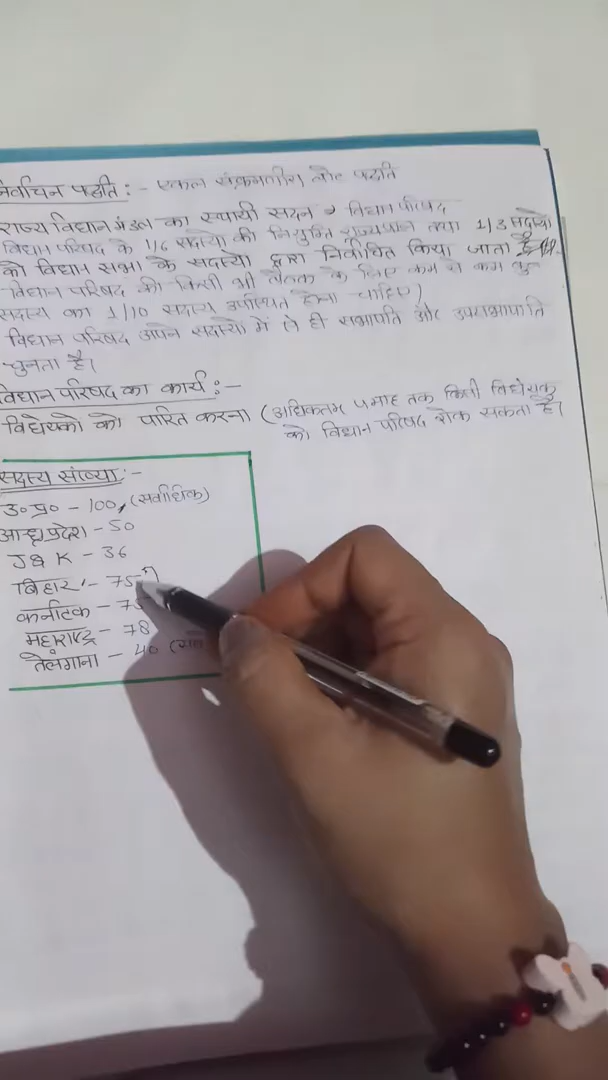 निर्वाचन पद्धति :- एकल संक्रमणीय वोट पद्धति
राज्य विधान मंडल का स्थायी सदन → विधान परिषद
विधान परिषद के 1/6 सदस्यो की नियुक्ति राज्यपाल तथा 1/3 सदस्यो
को विधान सभा के सदस्यो द्वारा निर्वाचित किया जाता है।
विधान परिषद की किसी भी बैठक के लिए कम से कम कुल
सदस्य का 1/10 सदस्य उपस्थित होना चाहिए)
विधान परिषद अपने सदस्यो में से ही सभापति और उपसभापति
चुनता है।
विधान परिषद का कार्य :-
विधेयको को पारित करना (अधिकतम 4 माह तक किसी विधेयक
को विधान परिषद रोक सकता है।
सदस्य संख्या :-
उ०प्र० - 100, (सर्वाधिक)
आन्ध्रप्रदेश - 50
J & K - 36
बिहार - 75
कर्नाटक - 75
महाराष्ट्र - 78
तेलंगाना - 40